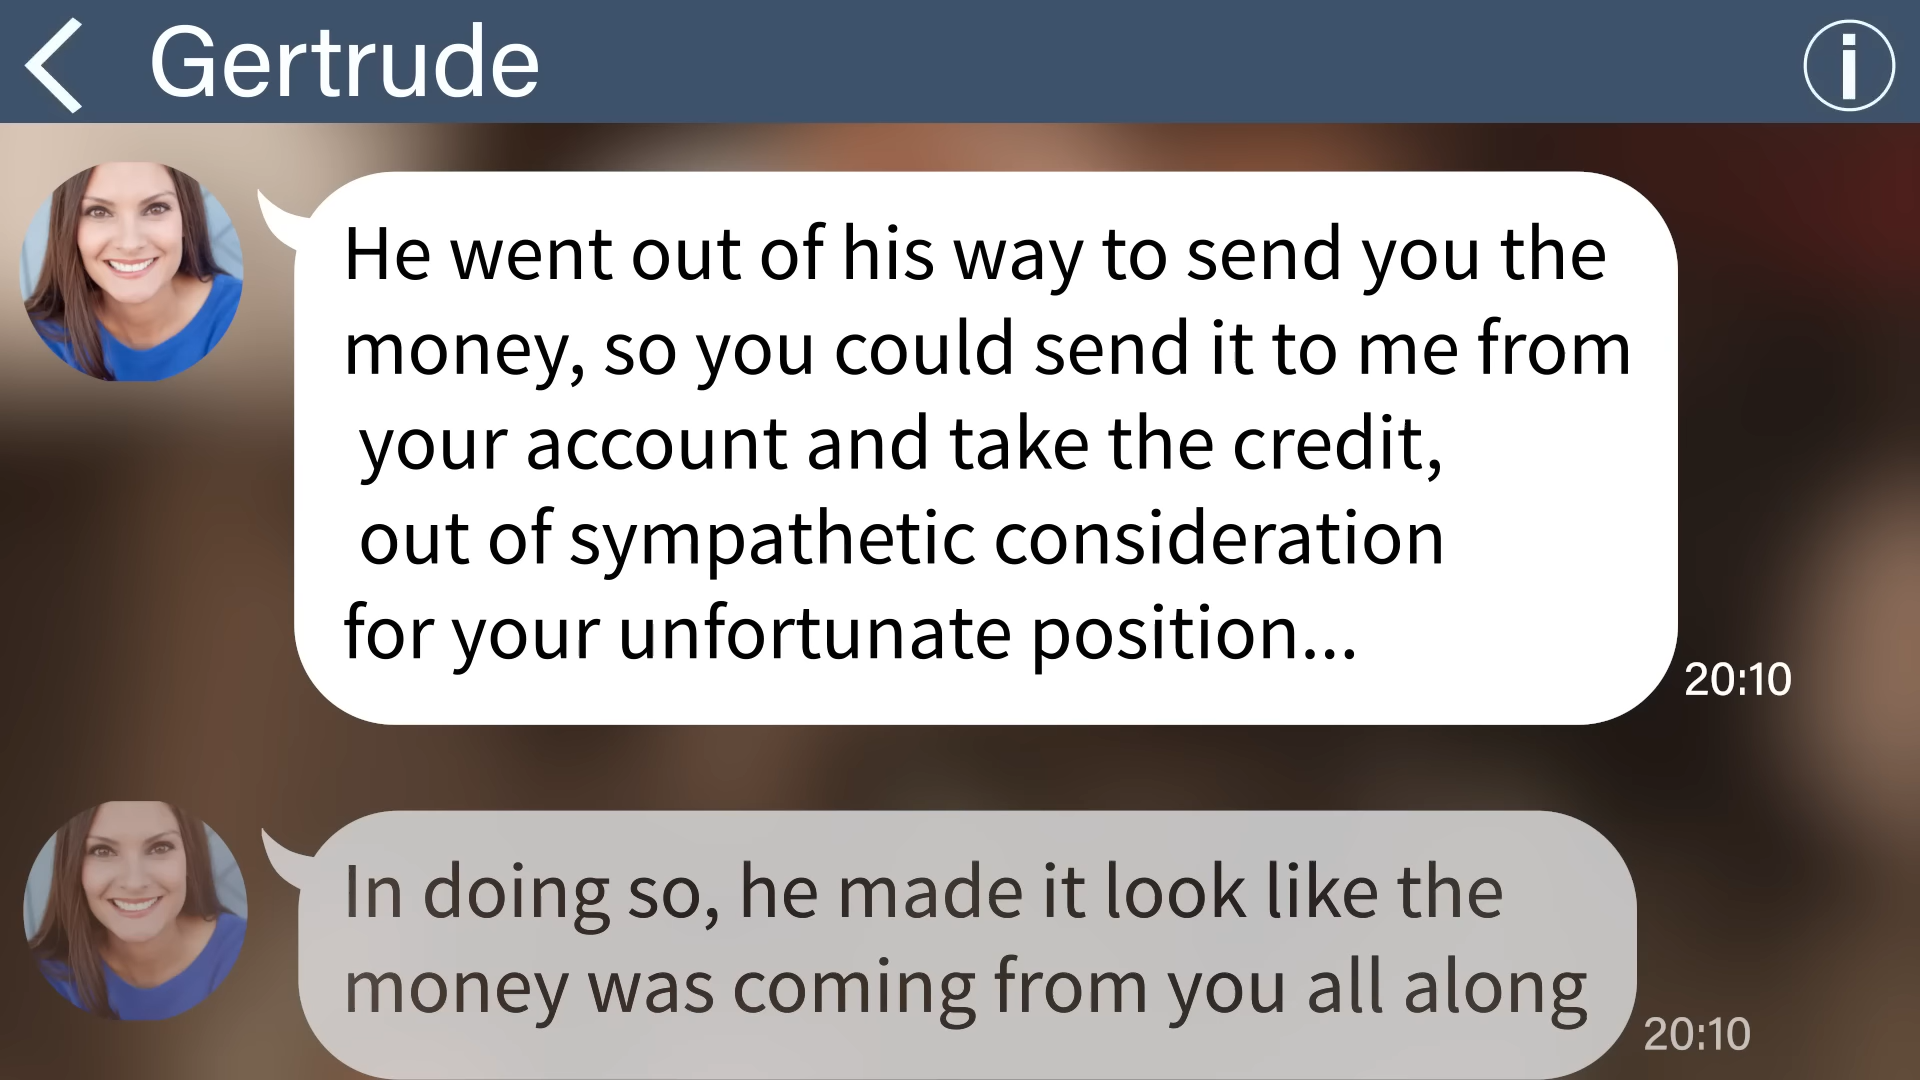 Gertrude
He went out of his way to send you the
money, so you could send it to me from
your account and take the credit,
out of sympathetic consideration
for your unfortunate position...
20:10
In doing so, he made it look like the
money was coming from you all along
20:10